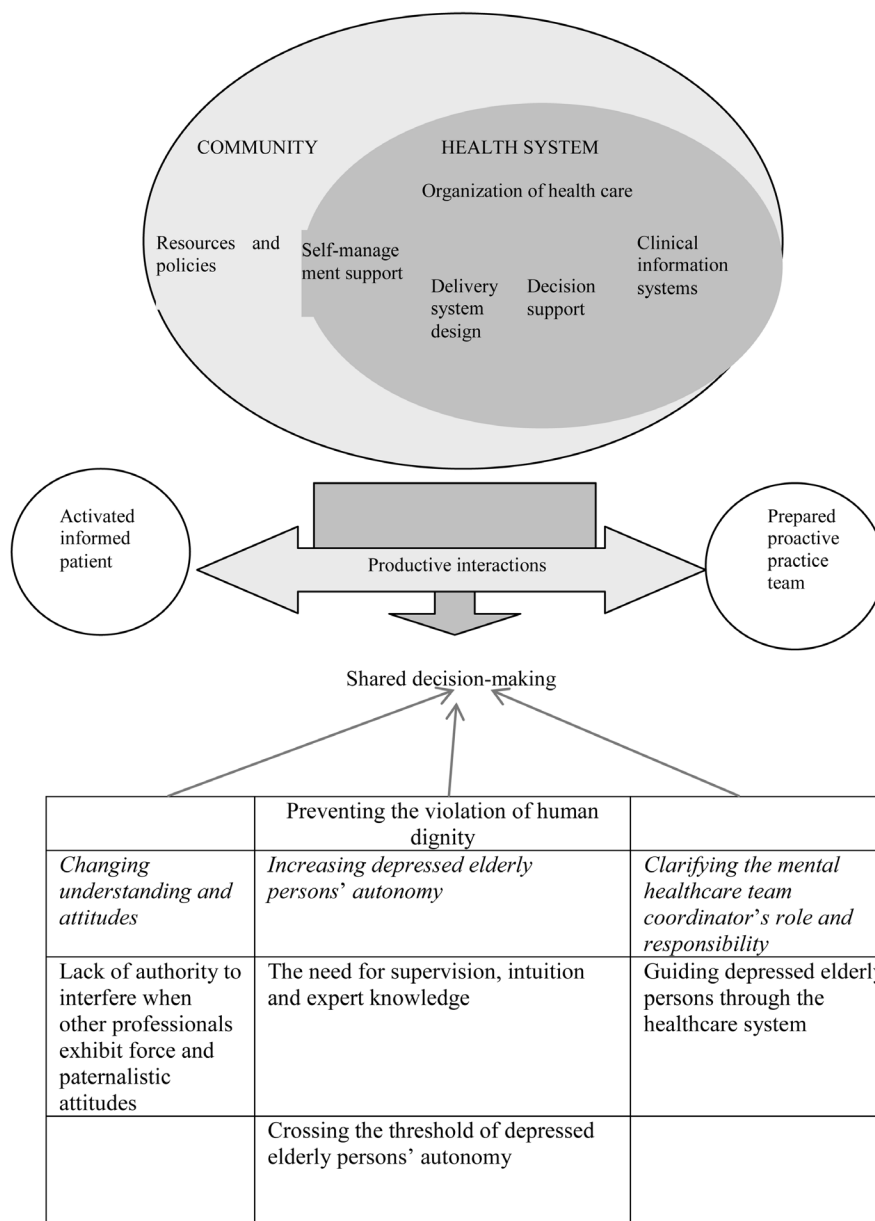 COMMUNITY
HEALTH SYSTEM
Organization of health care
Resources and
policies
Self-manage
ment support
Delivery
system
design
Decision
support
Clinical
information
systems
Activated
informed
patient
Productive interactions
Prepared
proactive
practice
team
Shared decision-making
Preventing the violation of human
dignity
Changing
understanding and
attitudes
Increasing depressed elderly
persons’ autonomy
Clarifying the mental
healthcare team
coordinator’s role and
responsibility
Lack of authority to
interfere when
other professionals
exhibit force and
paternalistic
attitudes
The need for supervision, intuition
and expert knowledge
Guiding depressed elderly
persons through the
healthcare system
Crossing the threshold of depressed
elderly persons’ autonomy